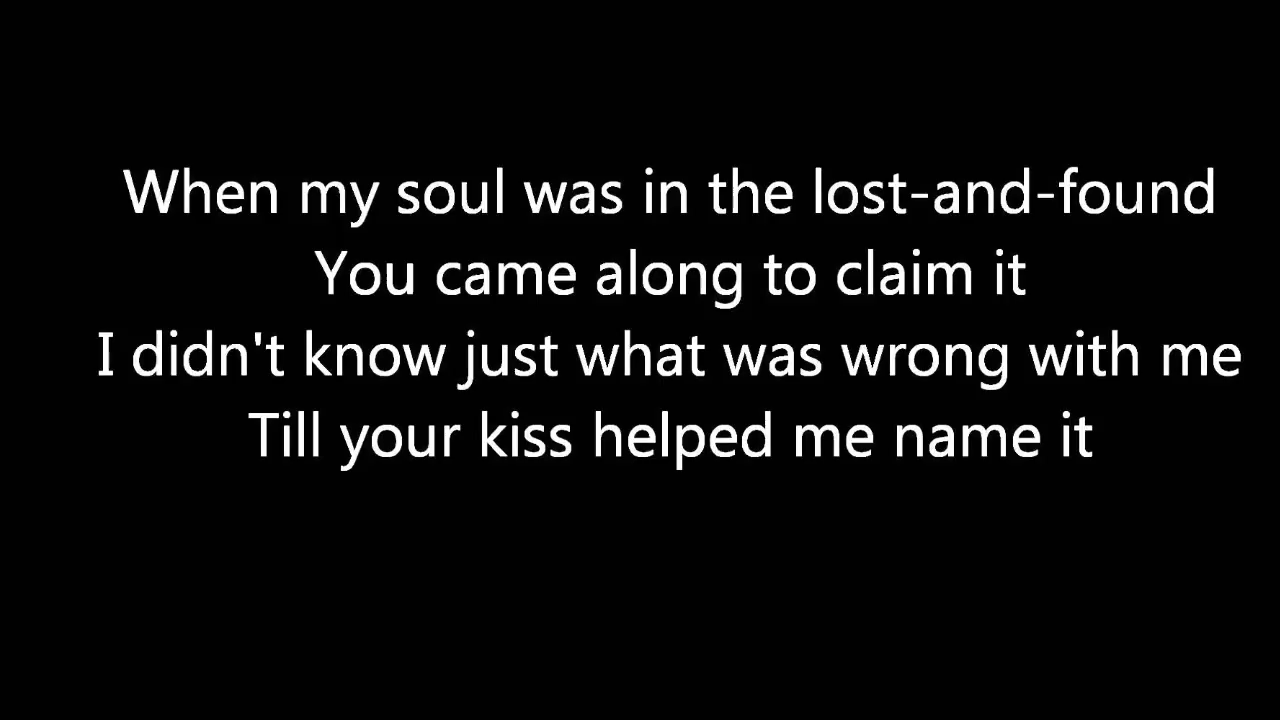 When my soul was in the lost-and-found
You came along to claim it
I didn't know just what was wrong with me
Till your kiss helped me name it